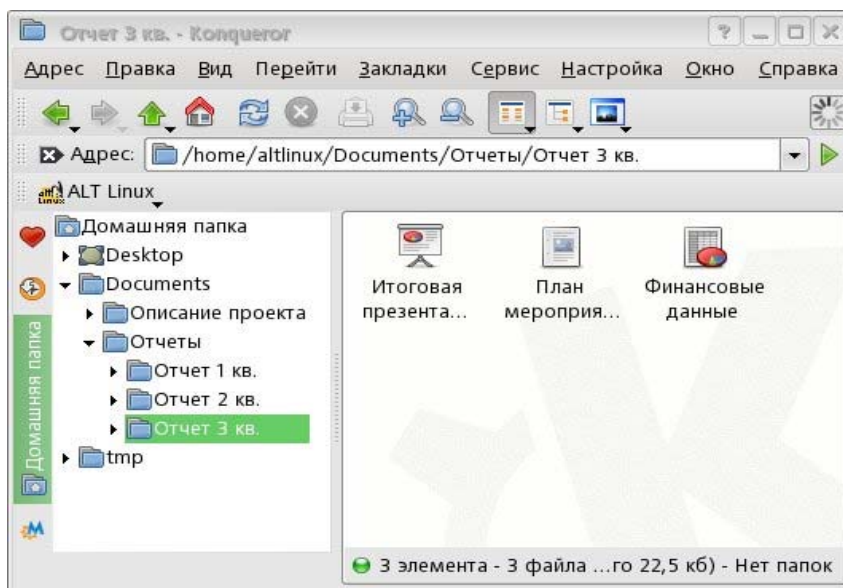 Отчет 3 кв. - Konqueror
Адрес Правка Вид Перейти Закладки Сервис Настройка Окно Справка
Адрес: /home/altlinux/Documents/Отчеты/Отчет 3 кв.
ALT Linux
Домашняя папка
Desktop
Documents
Описание проекта
Отчеты
Отчет 1 кв.
Отчет 2 кв.
Отчет 3 кв.
tmp
Домашняя папка
Итоговая
презента...
План
мероприя...
Финансовые
данные
3 элемента - 3 файла ...го 22,5 кб) - Нет папок